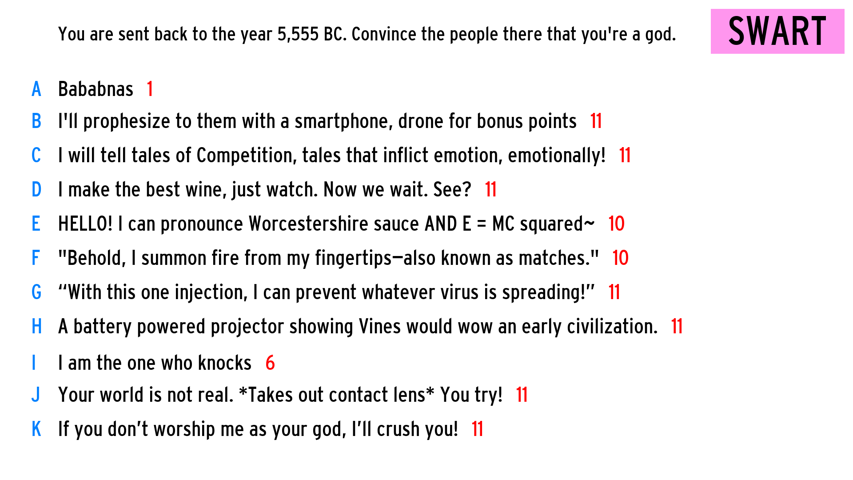 You are sent back to the year 5,555 BC. Convince the people there that you're a god.
SWART
A Bababnas 1
B I'll prophesize to them with a smartphone, drone for bonus points 11
C I will tell tales of Competition, tales that inflict emotion, emotionally! 11
D I make the best wine, just watch. Now we wait. See? 11
E HELLO! I can pronounce Worcestershire sauce AND E = MC squared~ 10
F "Behold, I summon fire from my fingertips—also known as matches." 10
G “With this one injection, I can prevent whatever virus is spreading!” 11
H A battery powered projector showing Vines would wow an early civilization. 11
I I am the one who knocks 6
J Your world is not real. *Takes out contact lens* You try! 11
K If you don’t worship me as your god, I’ll crush you! 11